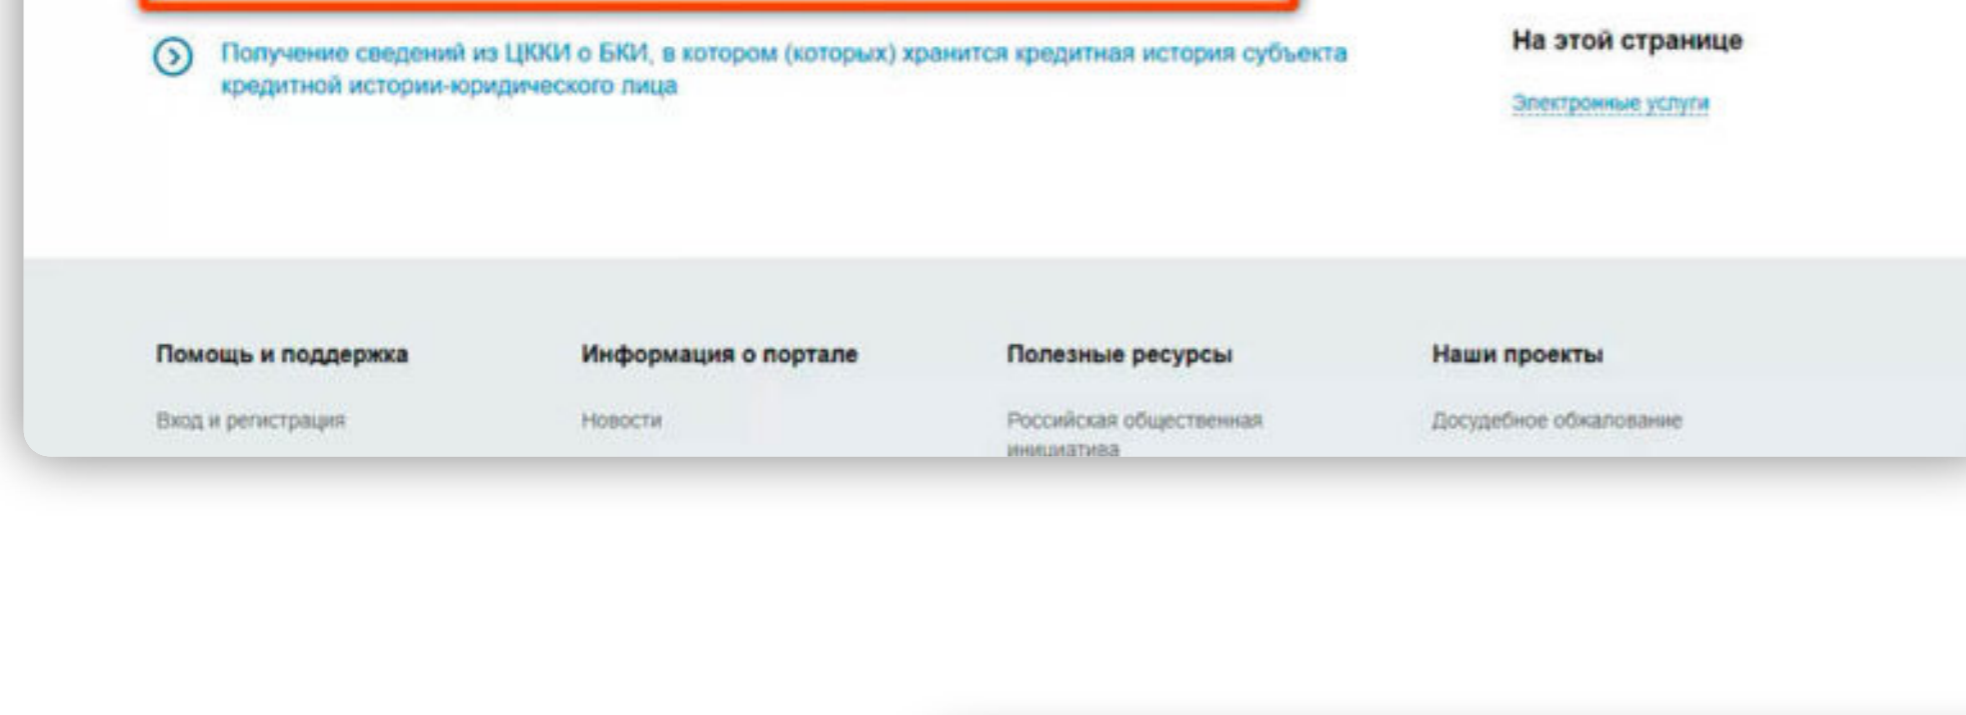 Получение сведений из ЦККИ о БКИ, в котором (которых) хранится кредитная история субъекта
кредитной истории-юридического лица
На этой странице
Электронные услуги
Помощь и поддержка
Информация о портале
Полезные ресурсы
Наши проекты
Вход и регистрация
Новости
Российская общественная
инициатива
Досудебное обжалование